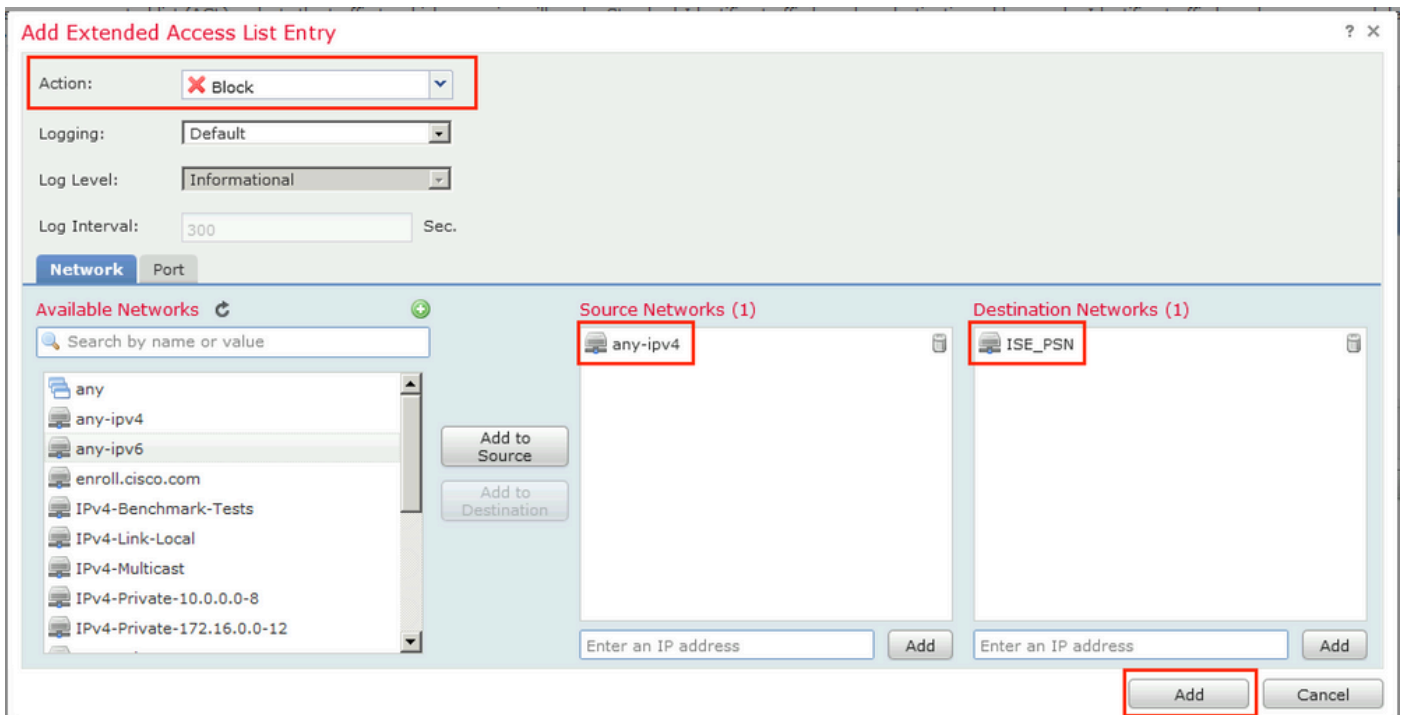 Add Extended Access List Entry
?
Action:
Block
Logging:
Default
Log Level:
Informational
Log Interval:
300
Sec.
Network
Port
Available Networks
Search by name or value
any
any-ipv4
any-ipv6
enroll.cisco.com
IPv4-Benchmark-Tests
IPv4-Link-Local
IPv4-Multicast
IPv4-Private-10.0.0.0-8
IPv4-Private-172.16.0.0-12
Add to
Source
Add to
Destination
Source Networks (1)
any-ipv4
Enter an IP address
Add
Destination Networks (1)
ISE_PSN
Enter an IP address
Add
Add
Cancel